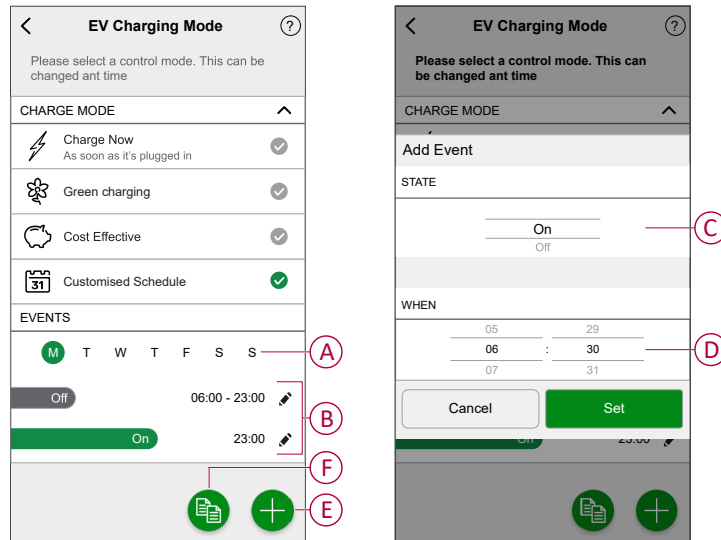 EV Charging Mode ?
Please select a control mode. This can be
changed ant time
CHARGE MODE
Charge Now
As soon as it's plugged in
Green charging
Cost Effective
31
Customised Schedule
EVENTS
M T W T F S S
A
Off 06:00 - 23:00
B
On 23:00
F
E
EV Charging Mode ?
Please select a control mode. This can
be changed ant time
CHARGE MODE
Add Event
STATE
On
C
Off
WHEN
05 29
06 : 30
D
07 31
Cancel Set
On 23:00